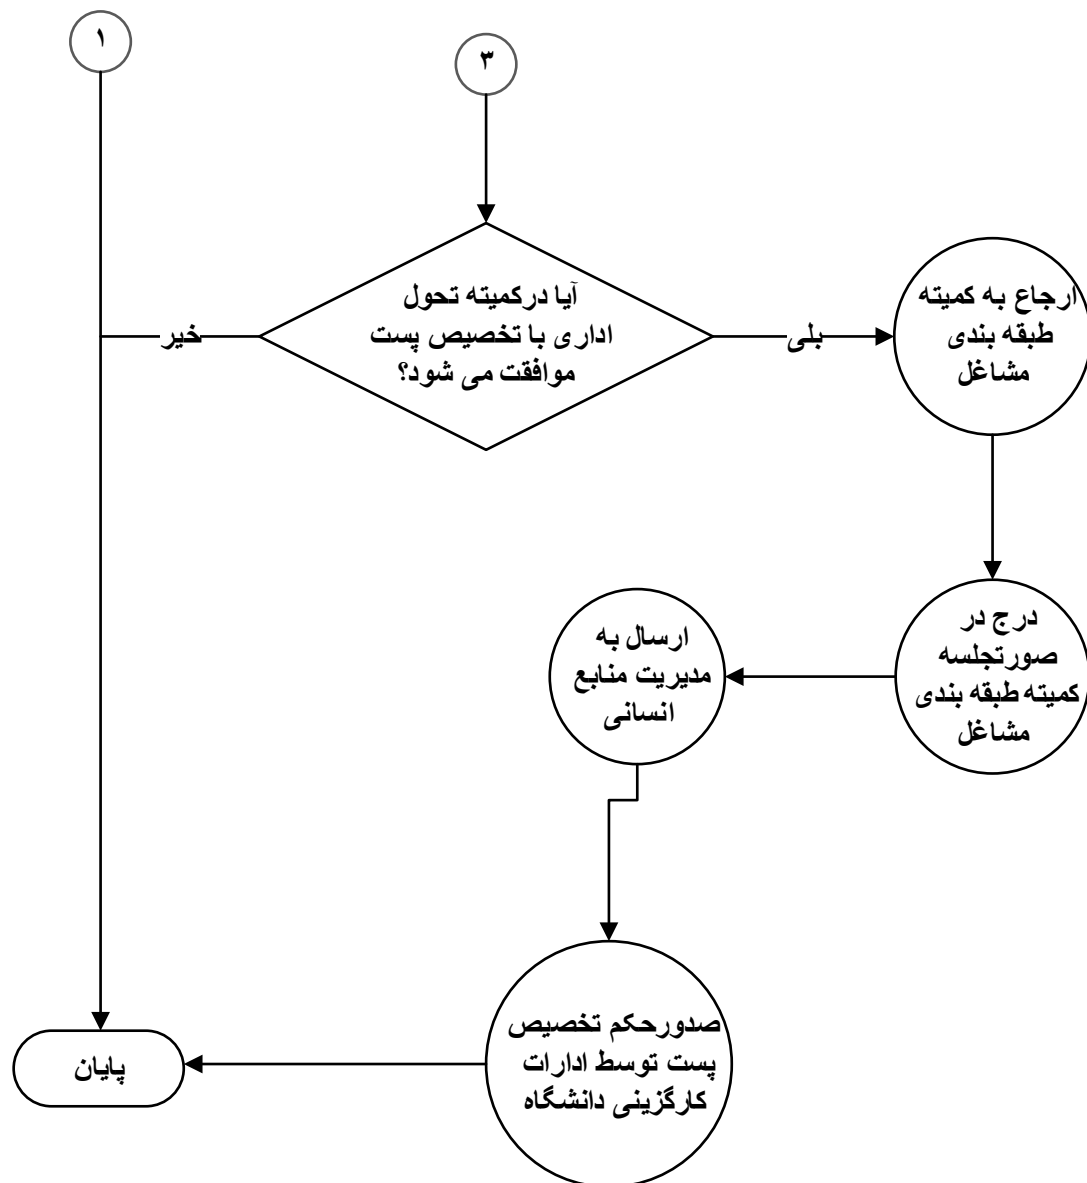 ۱
۳
آیا درکمیته تحول
اداری با تخصیص پست
موافقت می شود؟
خیر
بلی
ارجاع به کمیته
طبقه بندی
مشاغل
درج در
صورتجلسه
کمیته طبقه بندی
مشاغل
ارسال به
مدیریت منابع
انسانی
صدورحکم تخصیص
پست توسط ادارات
کارگزینی دانشگاه
پایان